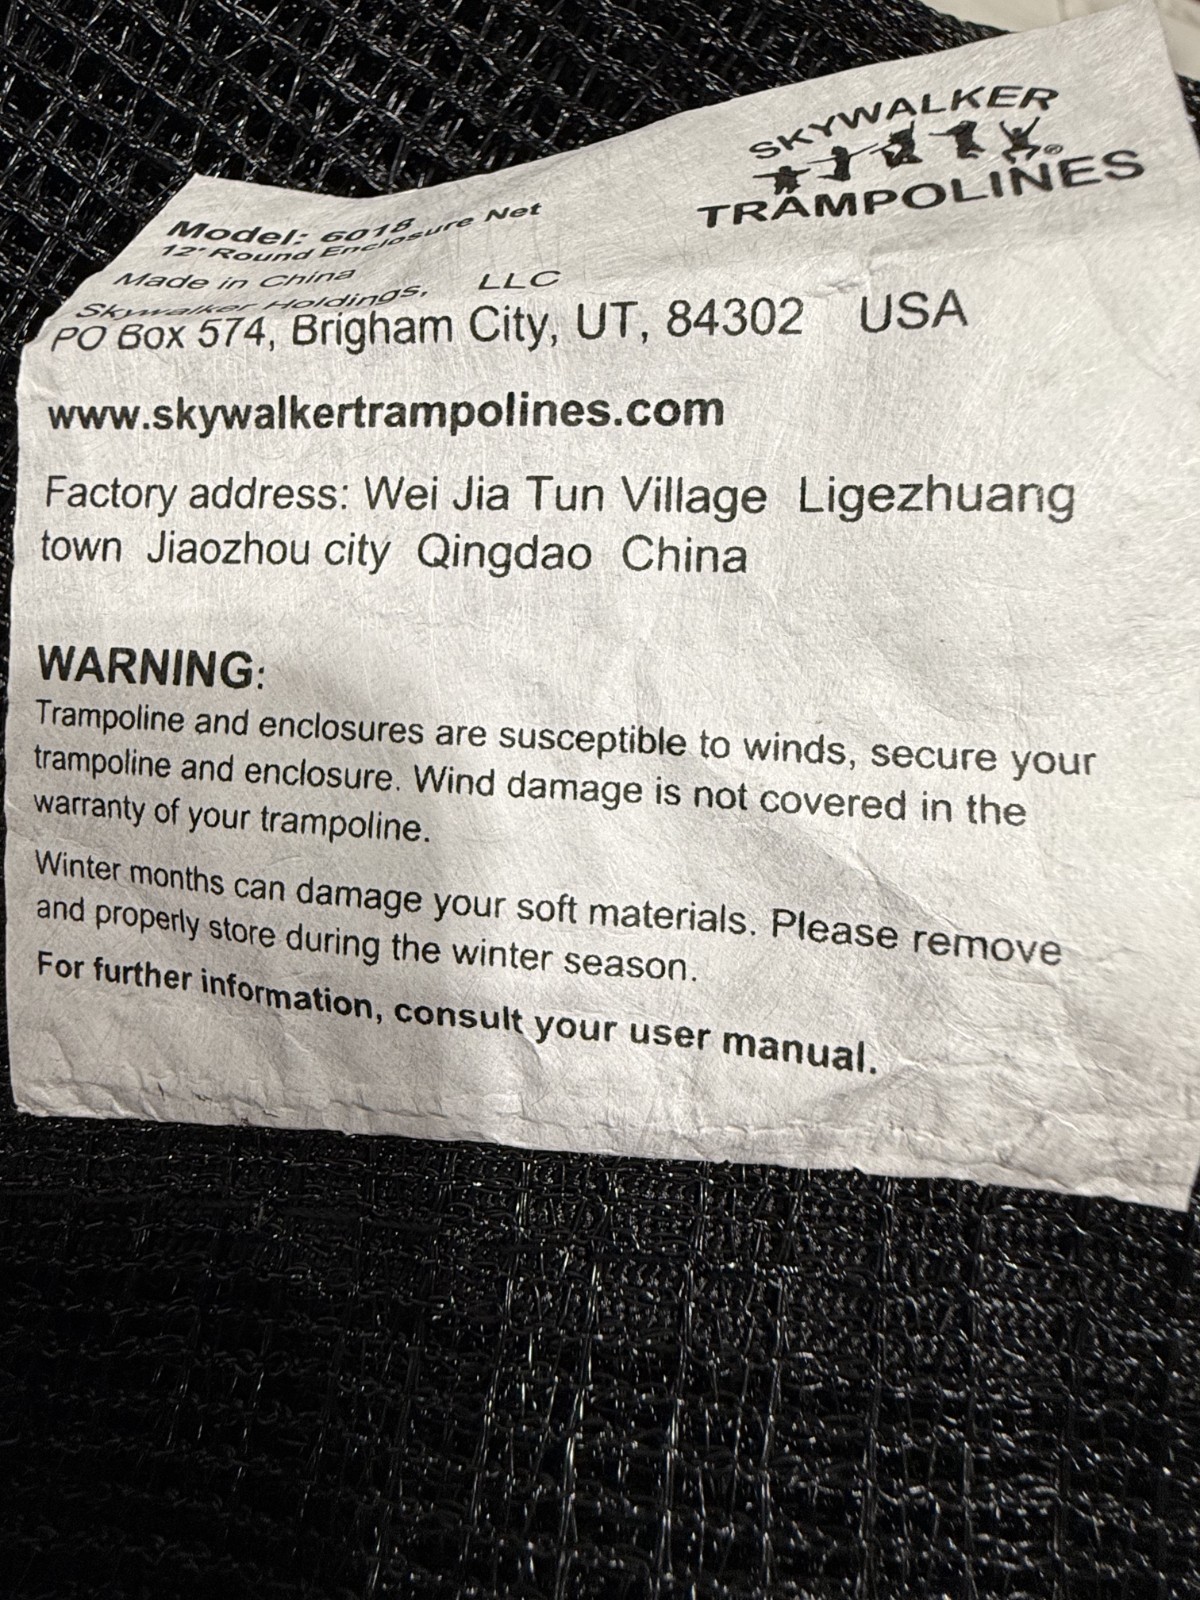 SKYWALKER
TRAMPOLINES®
Model: 6018
12' Round Enclosure Net
Made in China
Skywalker Holdings, LLC
PO Box 574, Brigham City, UT, 84302 USA
www.skywalkertrampolines.com
Factory address: Wei Jia Tun Village Ligezhuang
town Jiaozhou city Qingdao China
WARNING:
Trampoline and enclosures are susceptible to winds, secure your
trampoline and enclosure. Wind damage is not covered in the
warranty of your trampoline.
Winter months can damage your soft materials. Please remove
and properly store during the winter season.
For further information, consult your user manual.